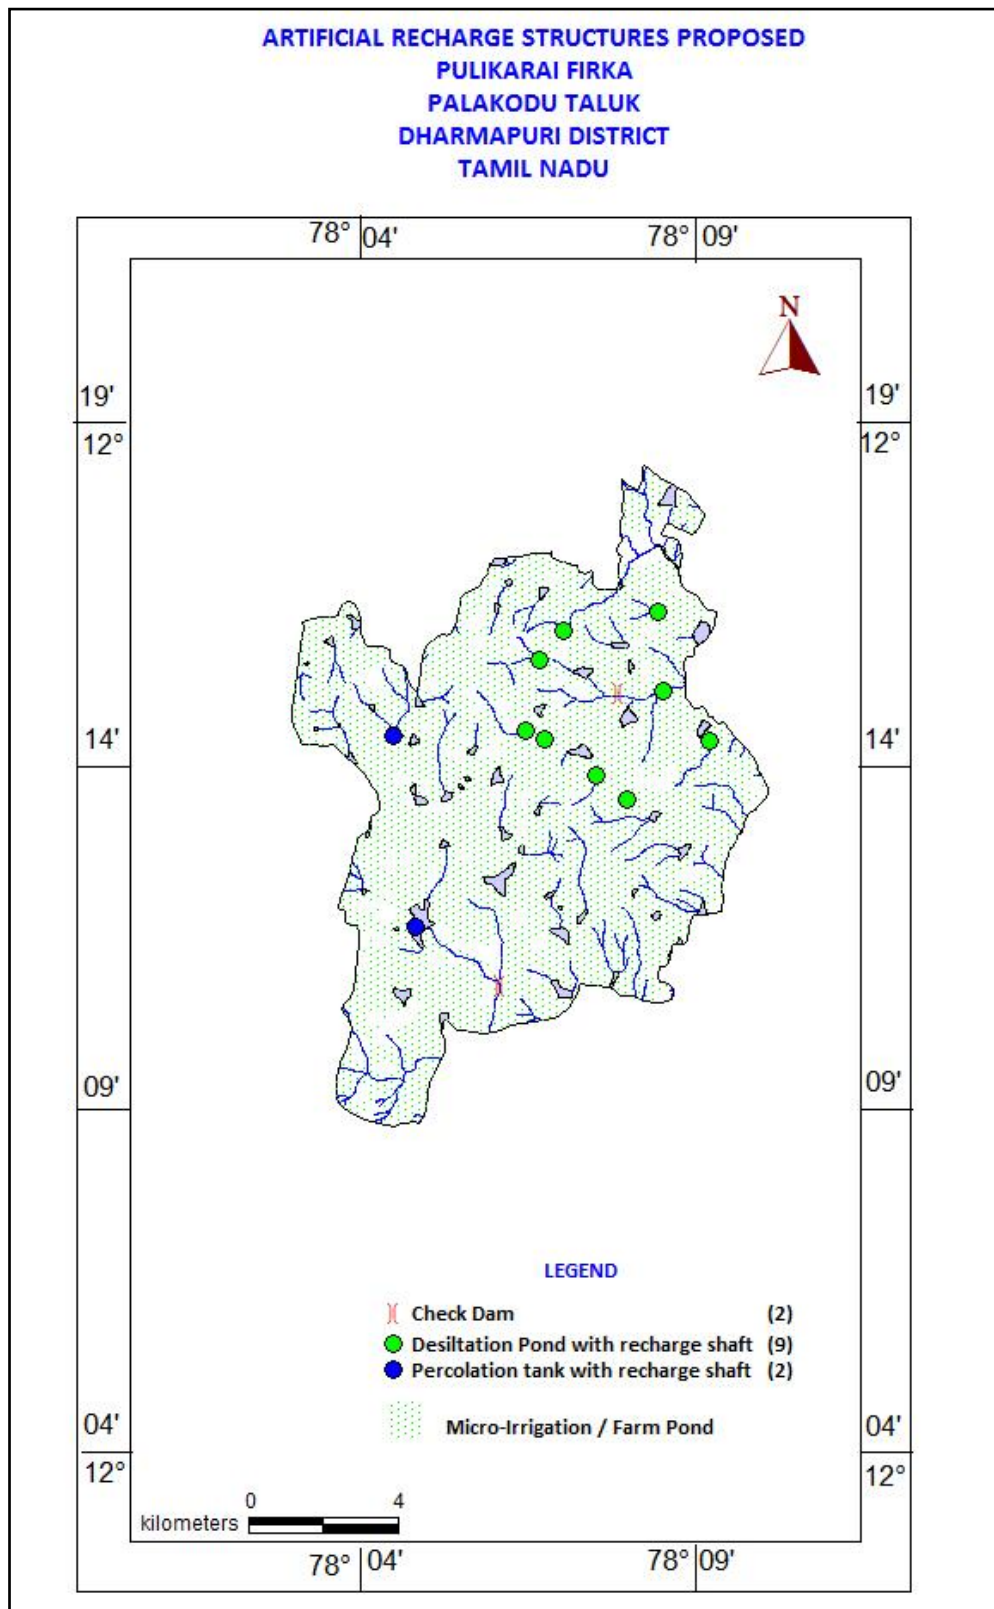 ARTIFICIAL RECHARGE STRUCTURES PROPOSED
PULIKARAI FIRKA
PALAKODU TALUK
DHARMAPURI DISTRICT
TAMIL NADU
78° 04' 78° 09'
N
19' 19'
12° 12°
14' 14'
09' 09'
LEGEND
Check Dam (2)
Desiltation Pond with recharge shaft (9)
Percolation tank with recharge shaft (2)
Micro-Irrigation / Farm Pond
04' 04'
12° 12°
0 4
kilometers
78° 04' 78° 09'